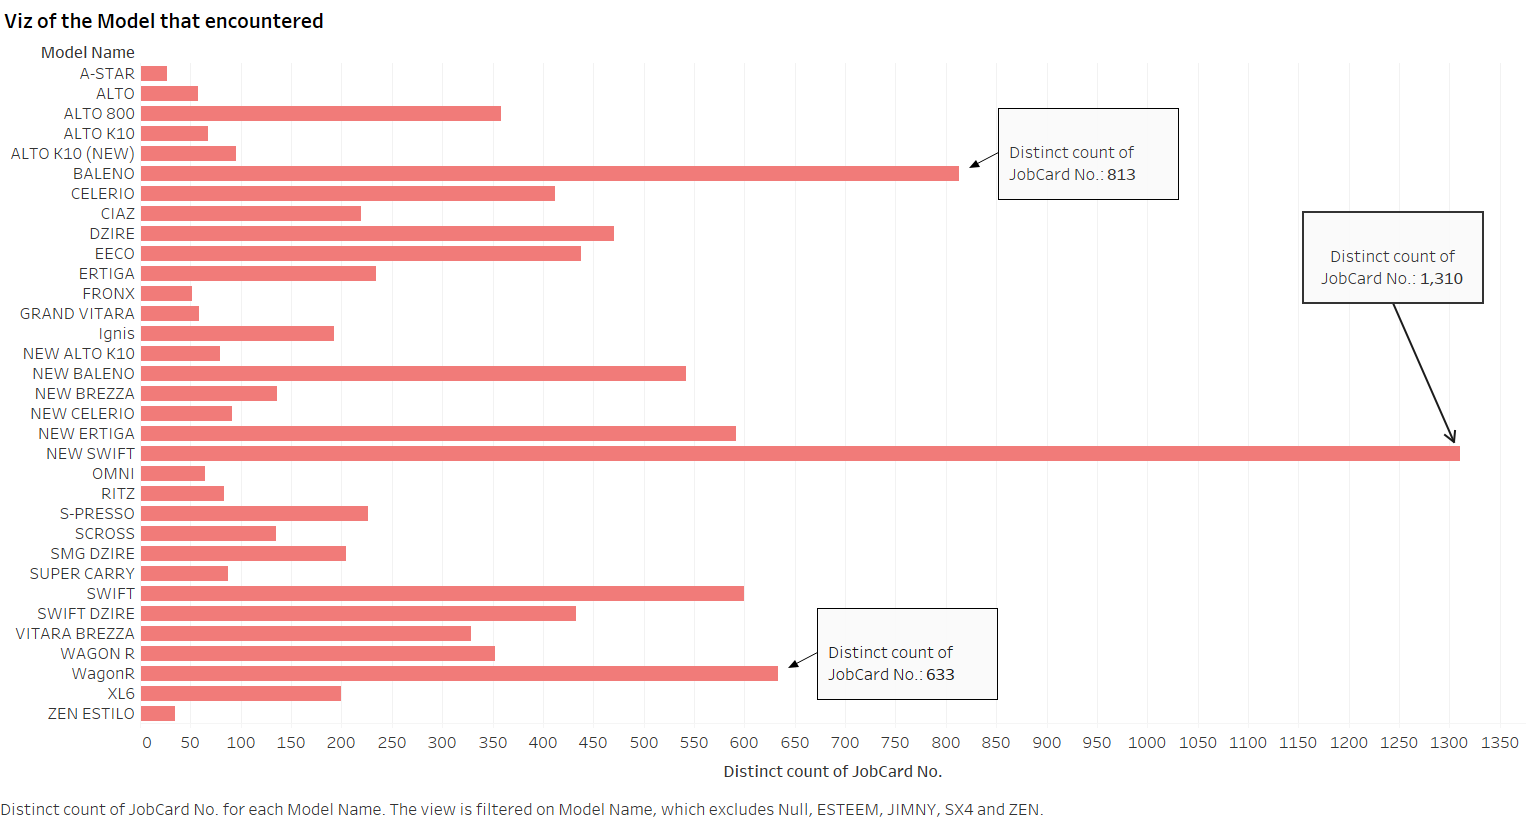 Viz of the Model that encountered
Model Name
A-STAR
ALTO
ALTO 800
ALTO K10
ALTO K10 (NEW)
BALENO
CELERIO
CIAZ
DZIRE
EECO
ERTIGA
FRONX
GRAND VITARA
Ignis
NEW ALTO K10
NEW BALENO
NEW BREZZA
NEW CELERIO
NEW ERTIGA
NEW SWIFT
OMNI
RITZ
S-PRESSO
SCROSS
SMG DZIRE
SUPER CARRY
SWIFT
SWIFT DZIRE
VITARA BREZZA
WAGON R
WagonR
XL6
ZEN ESTILO
Distinct count of
JobCard No.: 813
Distinct count of
JobCard No.: 1,310
Distinct count of
JobCard No.: 633
0 50 100 150 200 250 300 350 400 450 500 550 600 650 700 750 800 850 900 950 1000 1050 1100 1150 1200 1250 1300 1350
Distinct count of JobCard No.
Distinct count of JobCard No. for each Model Name. The view is filtered on Model Name, which excludes Null, ESTEEM, JIMNY, SX4 and ZEN.